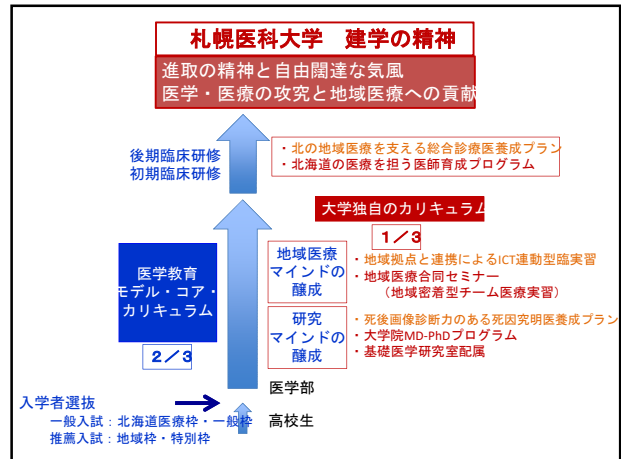 札幌医科大学　建学の精神
進取の精神と自由闊達な気風
医学・医療の攻究と地域医療への貢献
後期臨床研修
初期臨床研修
・北の地域医療を支える総合診療医養成プラン
・北海道の医療を担う医師育成プログラム
大学独自のカリキュラム
１／３
医学教育
モデル・コア・
カリキュラム
２／３
地域医療
マインドの
醸成
・地域拠点と連携によるICT連動型臨実習
・地域医療合同セミナー
（地域密着型チーム医療実習）
研究
マインドの
醸成
・死後画像診断力のある死因究明医養成プラン
・大学院MD-PhDプログラム
・基礎医学研究室配属
医学部
入学者選抜
一般入試：北海道医療枠・一般枠
推薦入試：地域枠・特別枠
高校生